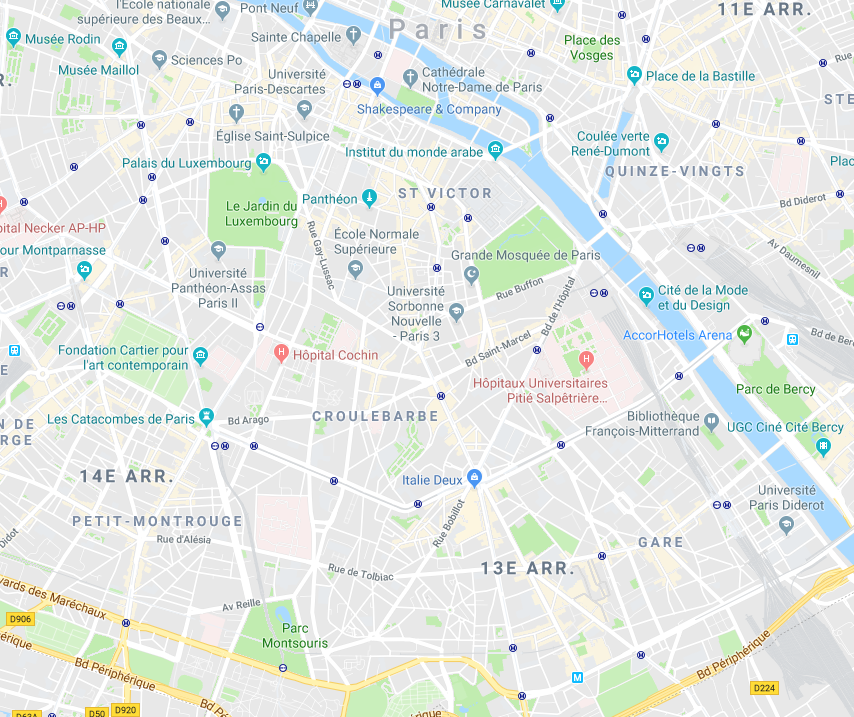 l'École nationale
supérieure des Beaux...
Pont Neuf
Musée Carnavalet
11E ARR.
Paris
Musée Rodin
Sainte Chapelle
Place des
Vosges
Musée Maillol
Sciences Po
Université
Paris-Descartes
Cathédrale
Notre-Dame de Paris
Place de la Bastille
R.
STE
Shakespeare & Company
Église Saint-Sulpice
Coulée verte
René-Dumont
Institut du monde arabe
Palais du Luxembourg
Plac
QUINZE-VINGTS
Panthéon
ST VICTOR
Bd Diderot
Le Jardin du
Luxembourg
pital Necker AP-HP
Rue Gay-Lussac
École Normale
Supérieure
our Montparnasse
Grande Mosquée de Paris
Av Daumesnil
R
Université
Panthéon-Assas
Paris II
Rue Buffon
Bd de l'Hôpital
Université
Sorbonne
Nouvelle
- Paris 3
Cité de la Mode
et du Design
AccorHotels Arena
Bd de Berc
Bd Saint-Marcel
Fondation Cartier pour
l'art contemporain
H
Hôpital Cochin
E
H
Hôpitaux Universitaires
Pitié Salpêtrière...
Parc de Bercy
Les Catacombes de Paris
Bd Arago
CROULEBARBE
Bibliothèque
François-Mitterrand
UGC Ciné Cité Bercy
N DE
RGE
14E ARR.
Italie Deux
Université
Paris Diderot
PETIT-MONTROUGE
Rue Bobillot
Rue d'Alésia
Didot
GARE
13E ARR.
Rue de Tolbiac
vards des Maréchaux
Av Reille
D906
Parc
Montsouris
érique
Bd Périphérique
Bd Périphérique
M
D224
Bd Pé
érique
D63A
D50
D920